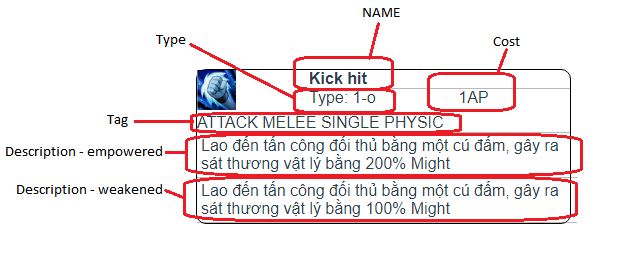 NAME
Type
Cost
Kick hit
Type: 1-o
1AP
Tag
ATTACK MELEE SINGLE PHYSIC
Description - empowered
Lao đến tấn công đối thủ bằng một cú đấm, gây ra
sát thương vật lý bằng 200% Might
Description - weakened
Lao đến tấn công đối thủ bằng một cú đấm, gây ra
sát thương vật lý bằng 100% Might